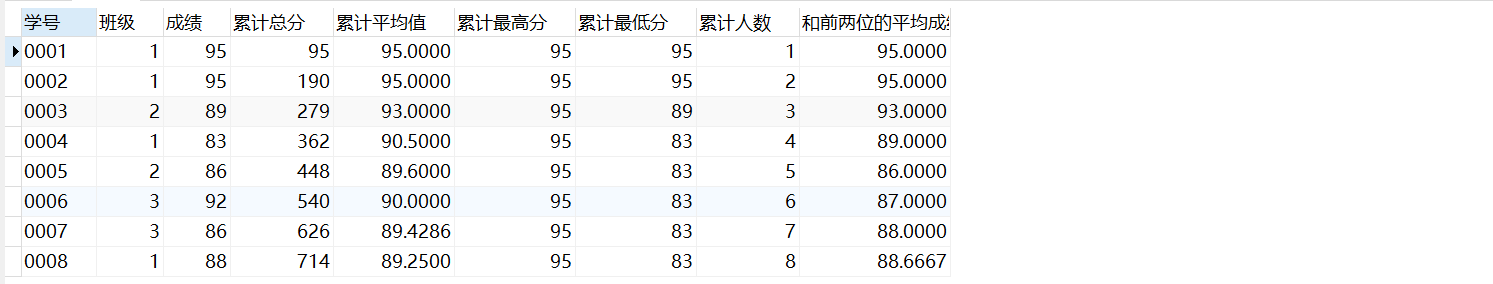 学号 班级 成绩 累计总分 累计平均值 累计最高分 累计最低分 累计人数 和前两位的平均成
0001 1 95 95 95.0000 95 95 1 95.0000
0002 1 95 190 95.0000 95 95 2 95.0000
0003 2 89 279 93.0000 95 89 3 93.0000
0004 1 83 362 90.5000 95 83 4 89.0000
0005 2 86 448 89.6000 95 83 5 86.0000
0006 3 92 540 90.0000 95 83 6 87.0000
0007 3 86 626 89.4286 95 83 7 88.0000
0008 1 88 714 89.2500 95 83 8 88.6667